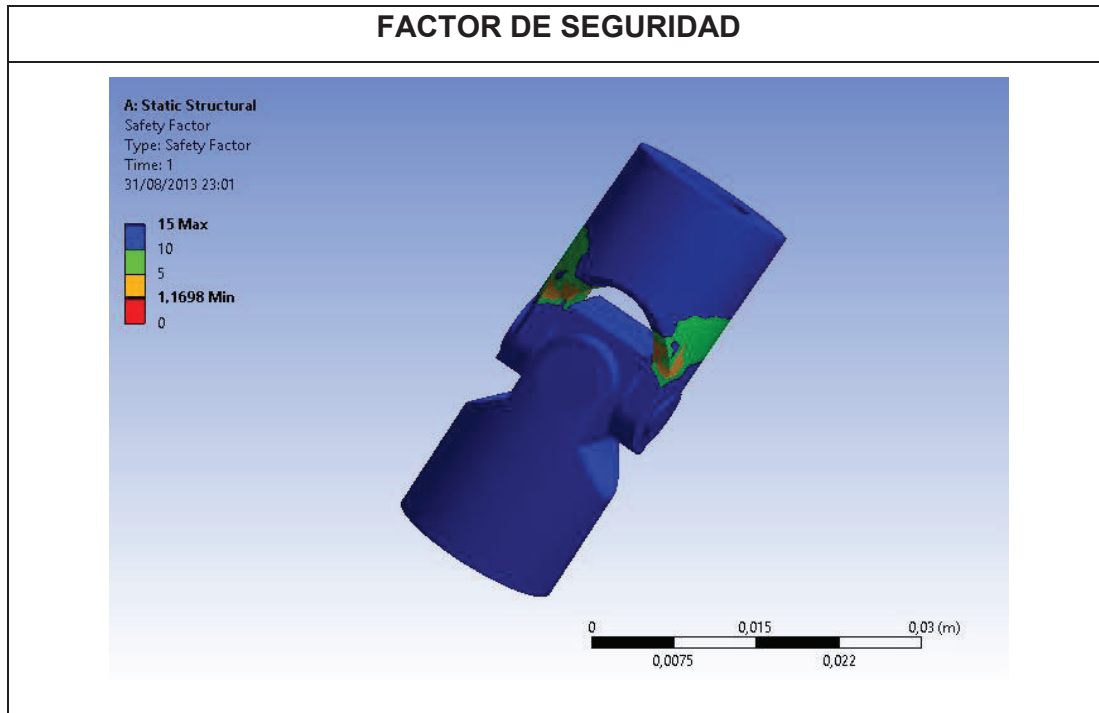 FACTOR DE SEGURIDAD
A: Static Structural
Safety Factor
Type: Safety Factor
Time: 1
31/08/2013 23:01
15 Max
10
5
1,1698 Min
0
0 0,015 0,03 (m)
0,0075 0,022